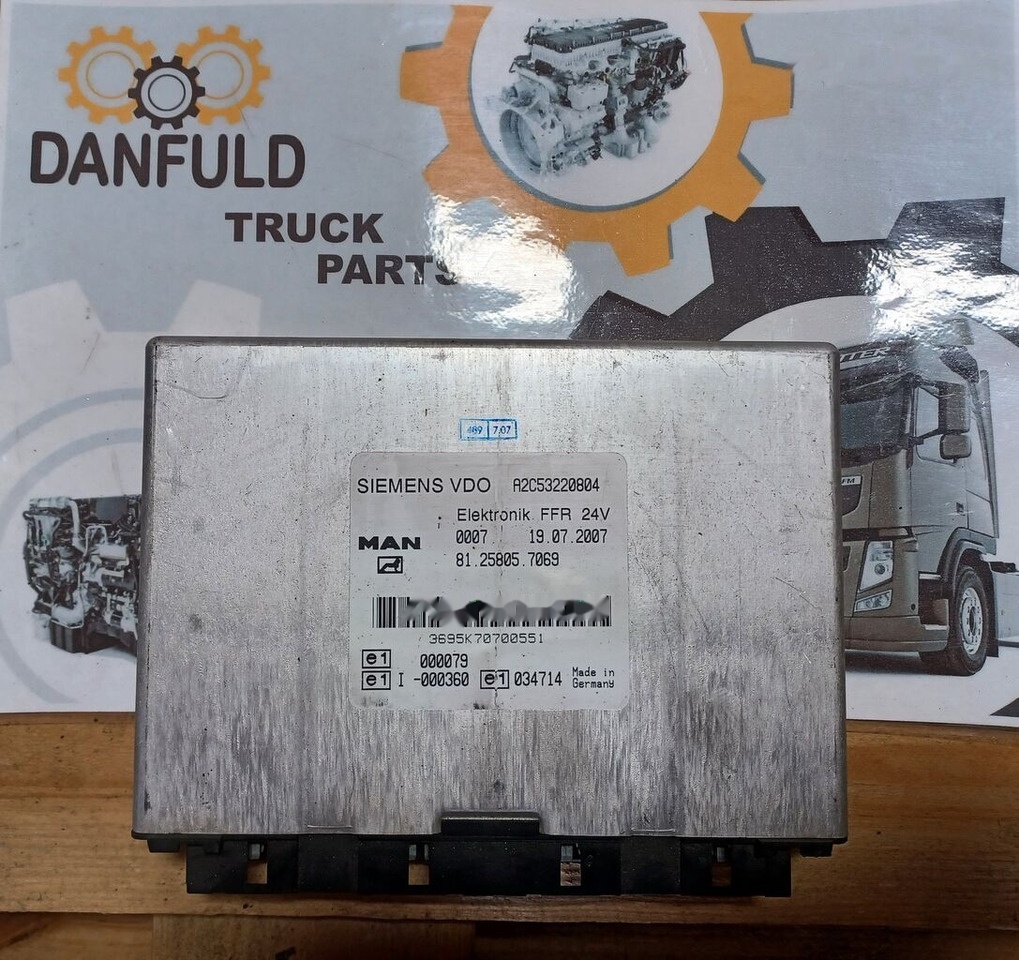 DANFULD
TRUCK
PARTS
FM
489 7.07
SIEMENS VDO A2C53220804
Elektronik FFR 24V
0007 19.07.2007
MAN
81.25805.7069
3695K70700551
e1 000079
e1 I -000360 e1 034714 Made in
Germany